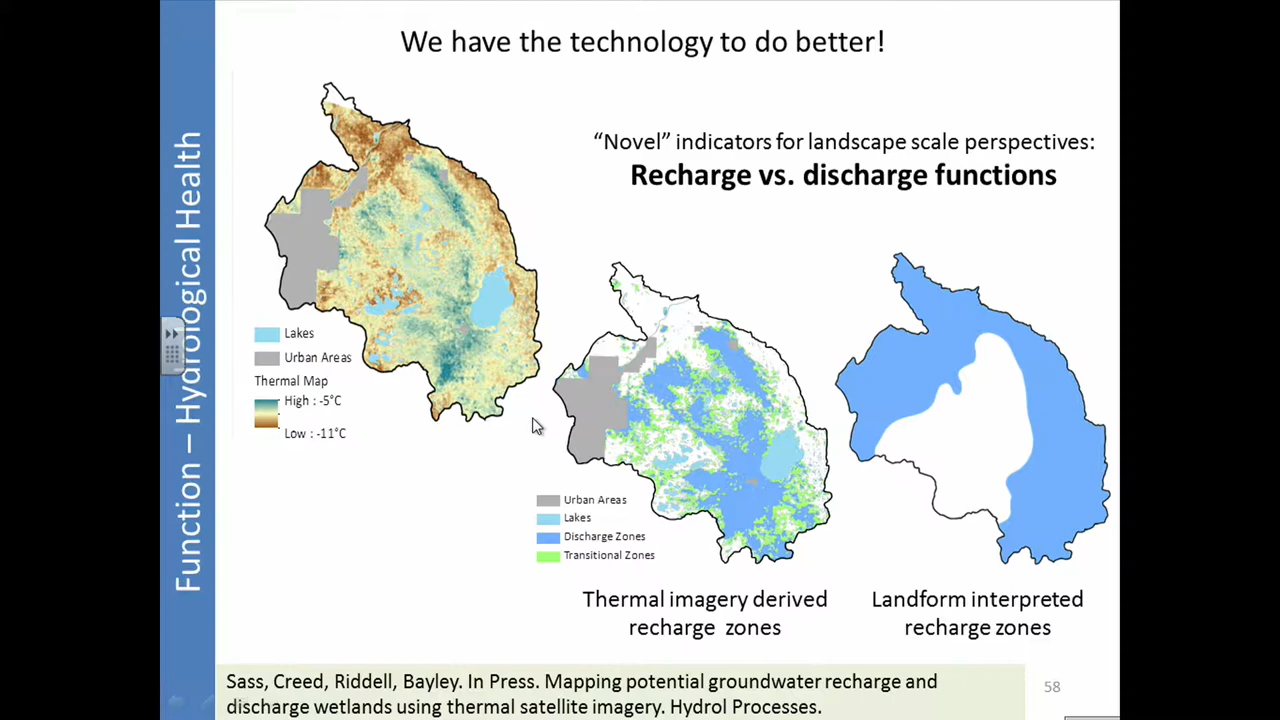 We have the technology to do better!
Function – Hydrological Health
“Novel” indicators for landscape scale perspectives:
Recharge vs. discharge functions
Lakes
Urban Areas
Thermal Map
High : -5°C
Low : -11°C
Urban Areas
Lakes
Discharge Zones
Transitional Zones
Thermal imagery derived
recharge zones
Landform interpreted
recharge zones
Sass, Creed, Riddell, Bayley. In Press. Mapping potential groundwater recharge and
discharge wetlands using thermal satellite imagery. Hydrol Processes.
58